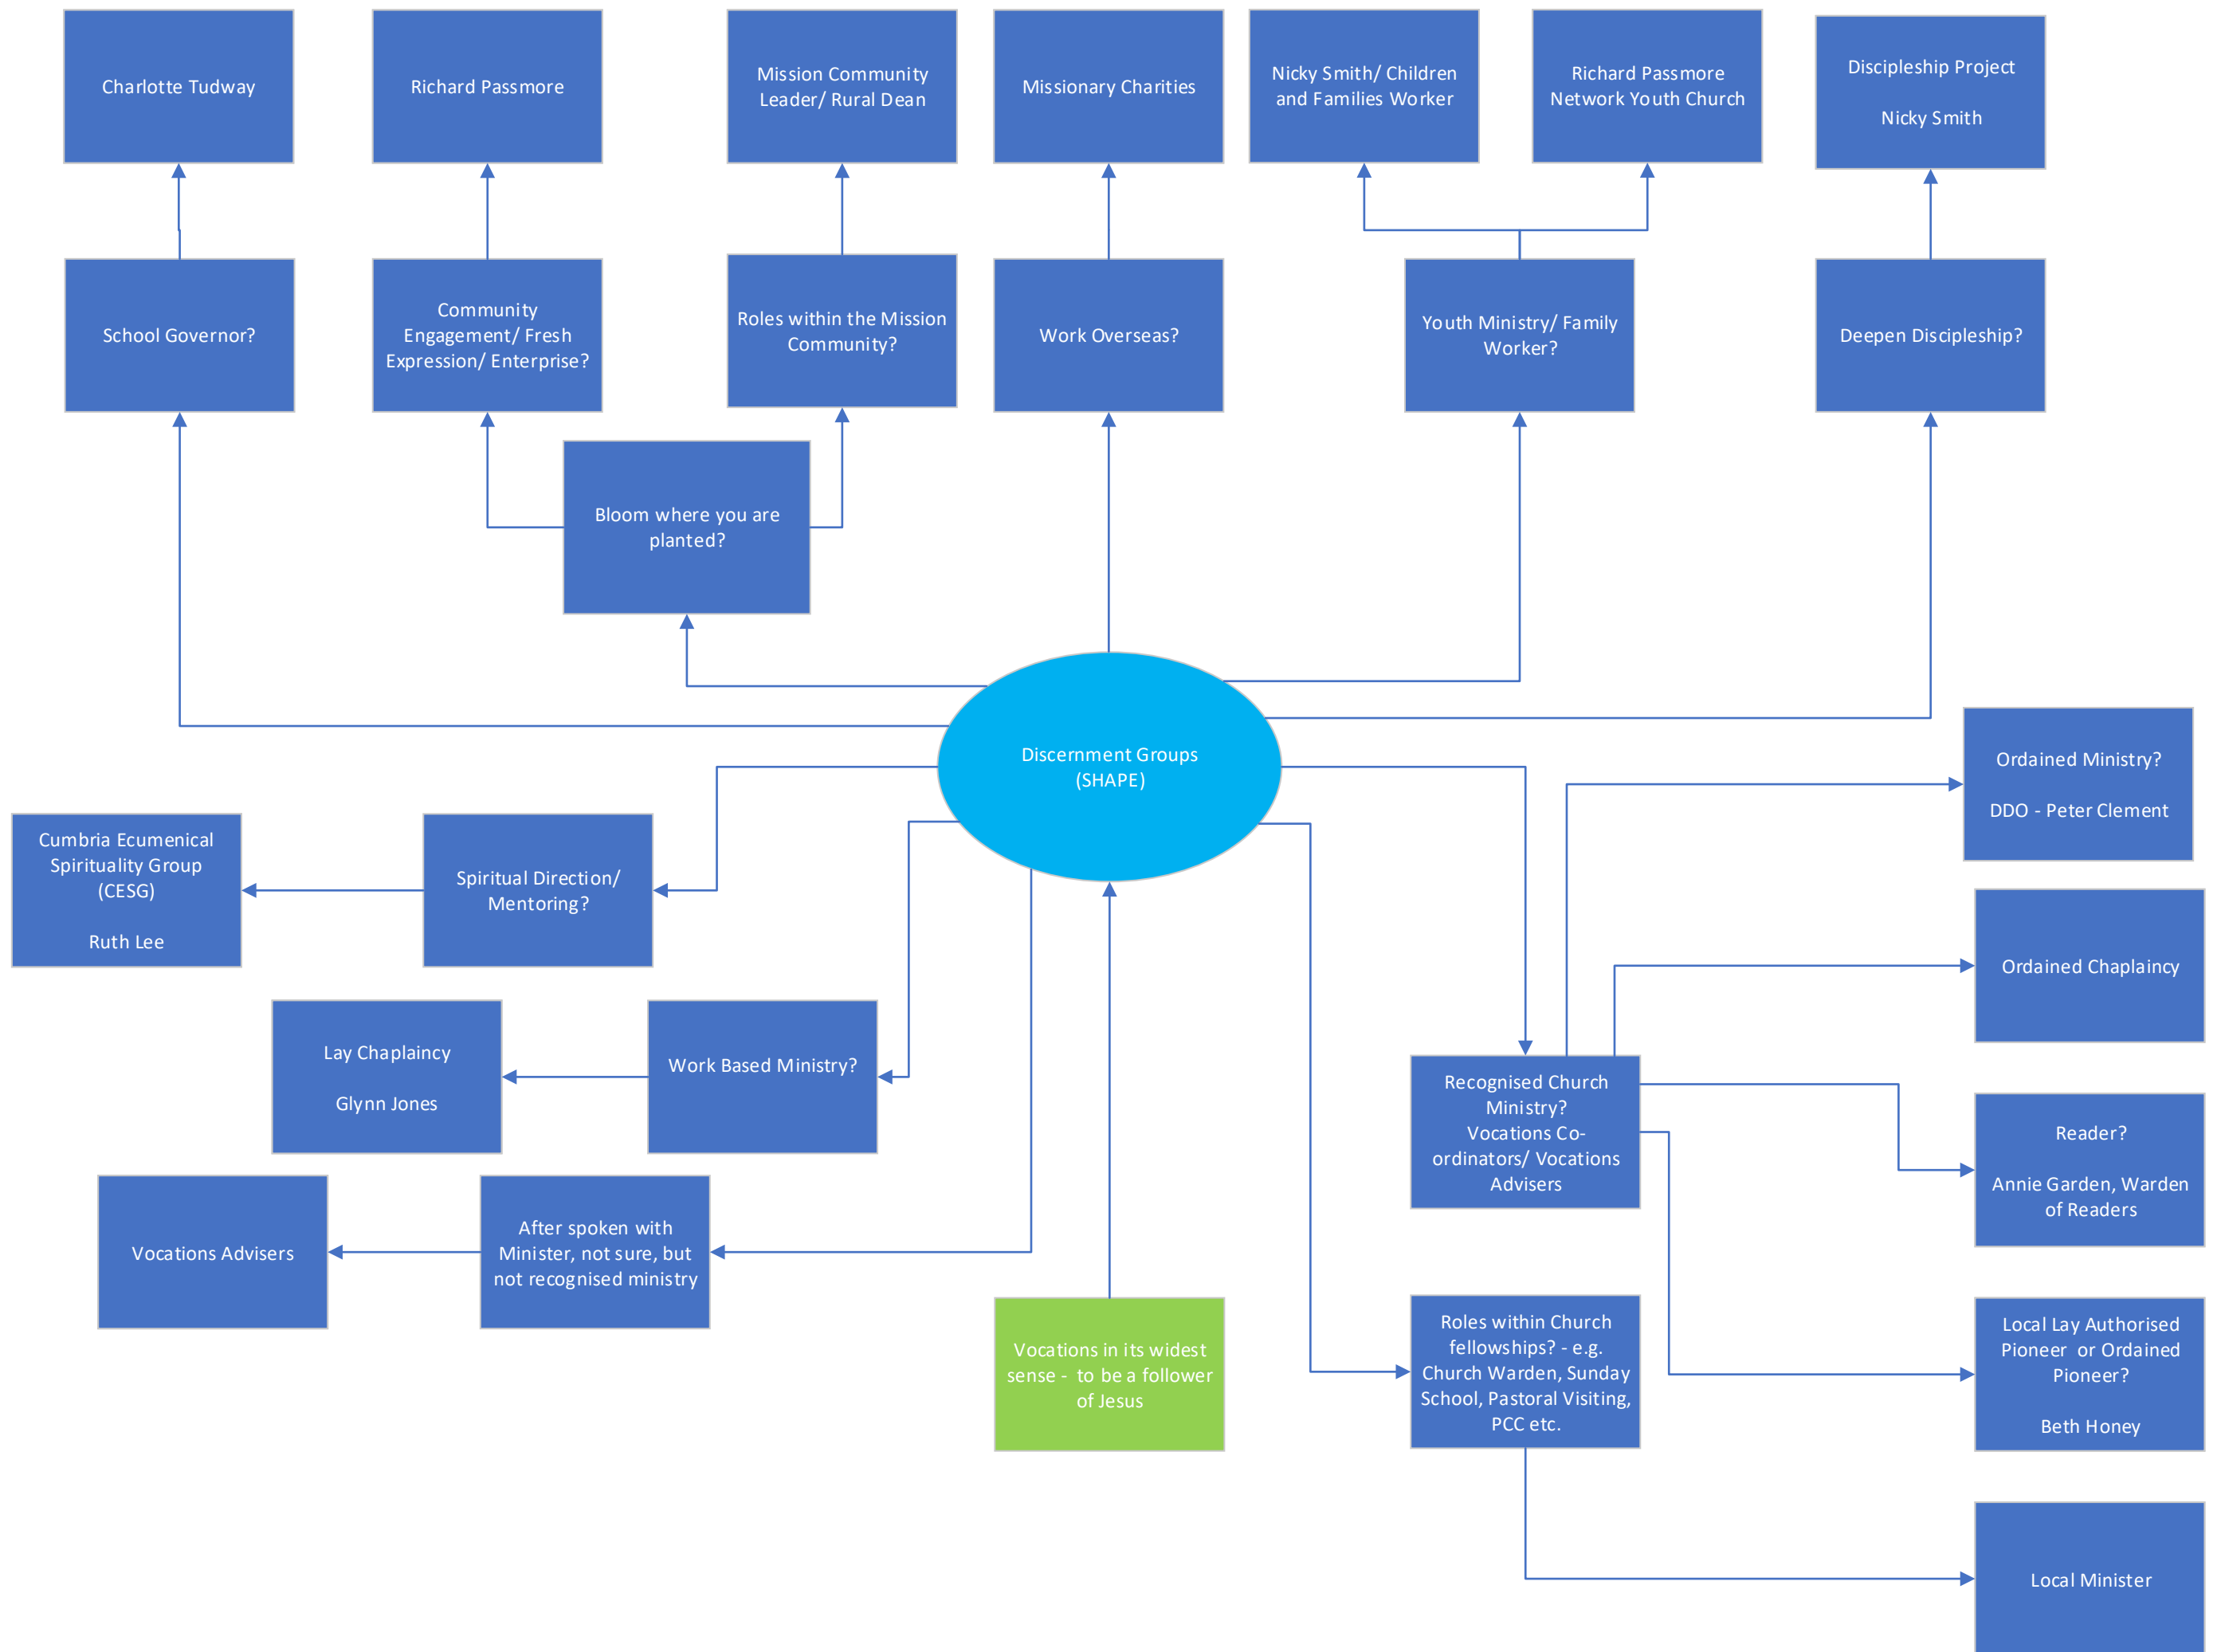 Charlotte Tudway
Richard Passmore
Mission Community
Leader/ Rural Dean
Missionary Charities
Nicky Smith/ Children
and Families Worker
Richard Passmore
Network Youth Church
Discipleship Project
Nicky Smith
School Governor?
Community
Engagement/ Fresh
Expression/ Enterprise?
Roles within the Mission
Community?
Work Overseas?
Youth Ministry/ Family
Worker?
Deepen Discipleship?
Bloom where you are
planted?
Discernment Groups
(SHAPE)
Ordained Ministry?
DDO - Peter Clement
Cumbria Ecumenical
Spirituality Group
(CESG)
Ruth Lee
Spiritual Direction/
Mentoring?
Ordained Chaplaincy
Lay Chaplaincy
Glynn Jones
Work Based Ministry?
Recognised Church
Ministry?
Vocations Co-
ordinators/ Vocations
Advisers
Reader?
Annie Garden, Warden
of Readers
Vocations Advisers
After spoken with
Minister, not sure, but
not recognised ministry
Vocations in its widest
sense -  to be a follower
of Jesus
Roles within Church
fellowships? - e.g.
Church Warden, Sunday
School, Pastoral Visiting,
PCC etc.
Local Lay Authorised
Pioneer  or Ordained
Pioneer?
Beth Honey
Local Minister